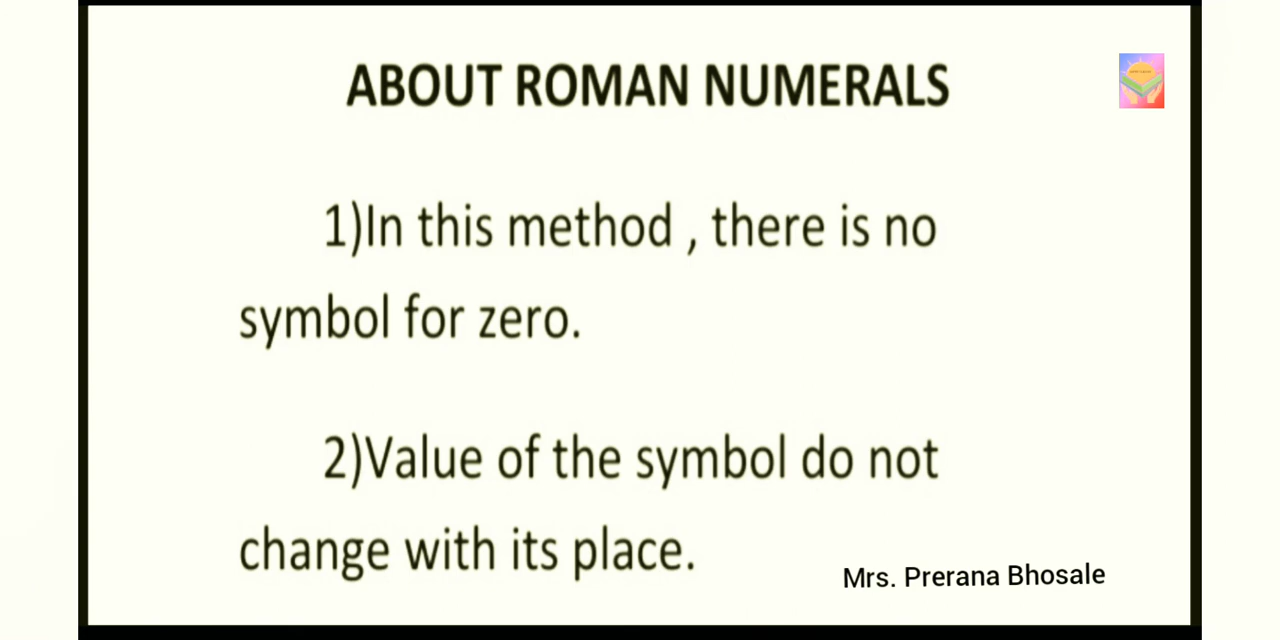 ABOUT ROMAN NUMERALS
1)In this method , there is no
symbol for zero.
2)Value of the symbol do not
change with its place.
Mrs. Prerana Bhosale